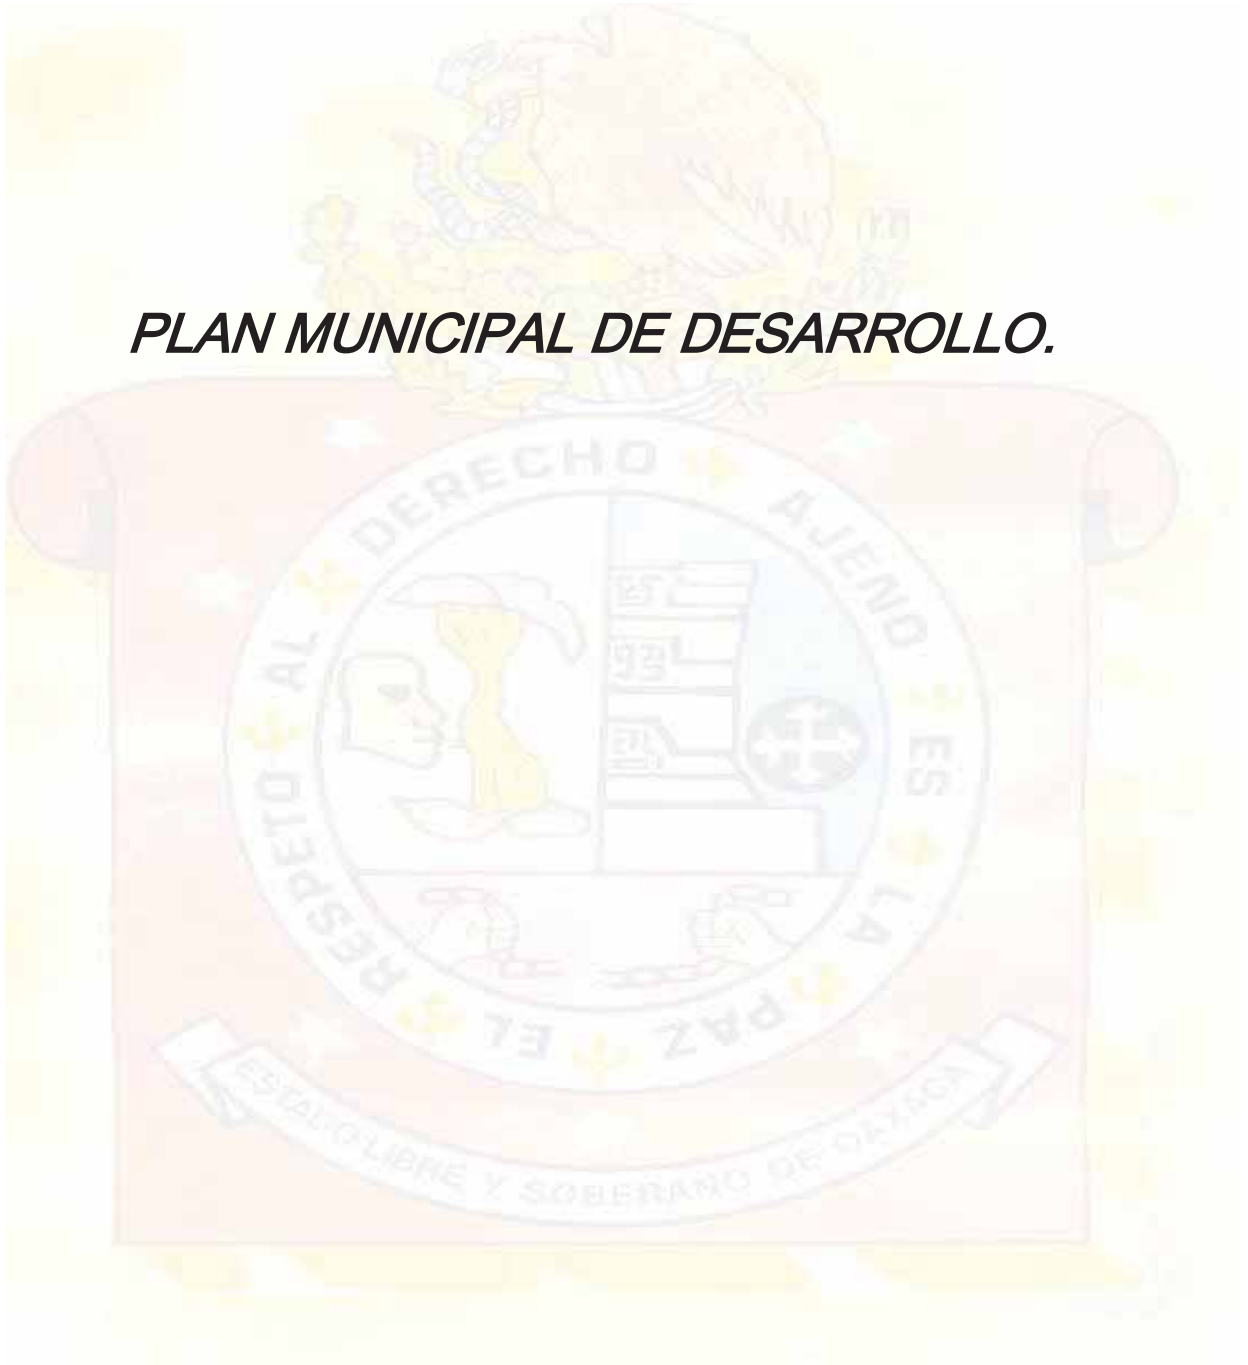 PLAN MUNICIPAL DE DESARROLLO.
EL RESPETO AL DERECHO AJENO ES LA PAZ
ESTADO LIBRE Y SOBERANO DE OAXACA